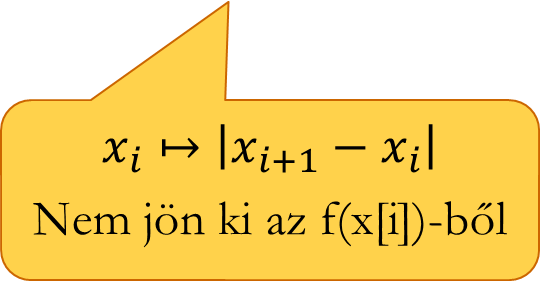 xᵢ ↦ |xᵢ₊₁ − xᵢ|
Nem jön ki az f(x[i])-ből